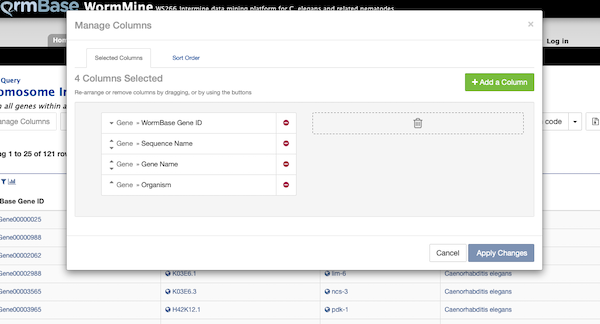 ormBase WormMine WS266 Intermine data mining platform for C. elegans and related nematodes
Manage Columns ×
Log in
Selected Columns Sort Order
Query
4 Columns Selected
+ Add a Column
Re-arrange or remove columns by dragging, or by using the buttons
omosome In
h all genes within a
anage Columns
Gene » WormBase Gene ID
code
Gene » Sequence Name
ng 1 to 25 of 121 row
Gene » Gene Name
Gene » Organism
Base Gene ID
Gene00000025
Gene00000988
Cancel Apply Changes
Gene00002062 Caenorhabditis elegans
Gene00002988 K03E6.1 lim-6 Caenorhabditis elegans
Gene00003565 K03E6.3 ncs-3 Caenorhabditis elegans
Gene00003965 H42K12.1 pdk-1 Caenorhabditis elegans